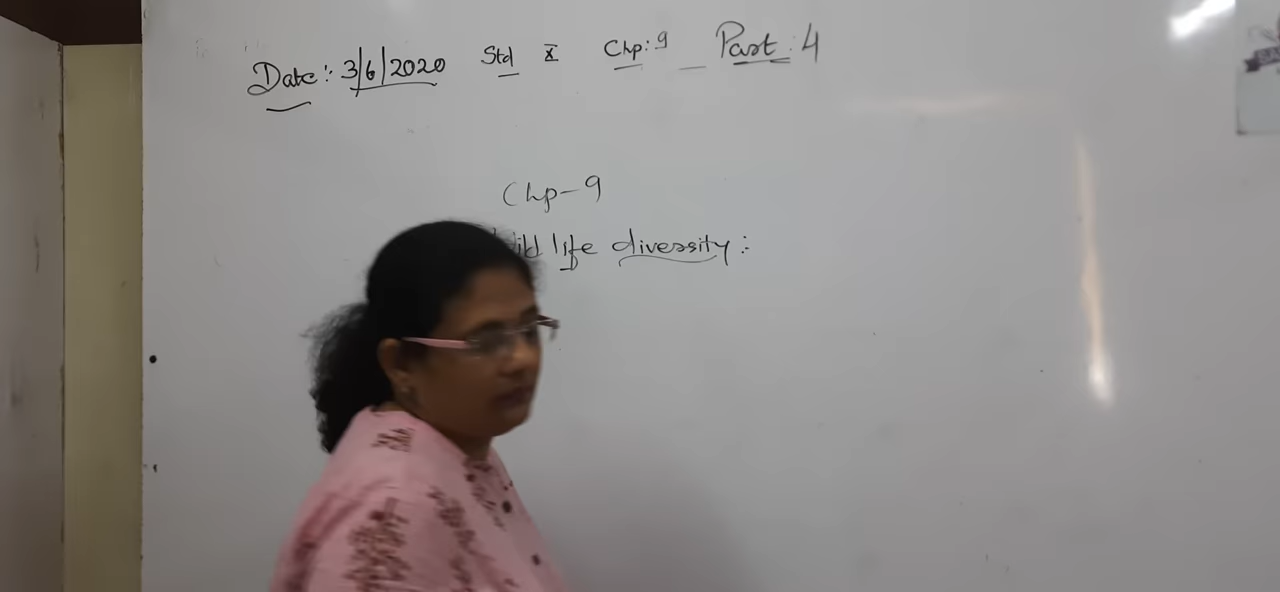 Date : 3/6/2020 Std X Chp: 9 _ Part : 4
Chp - 9
life diversity :